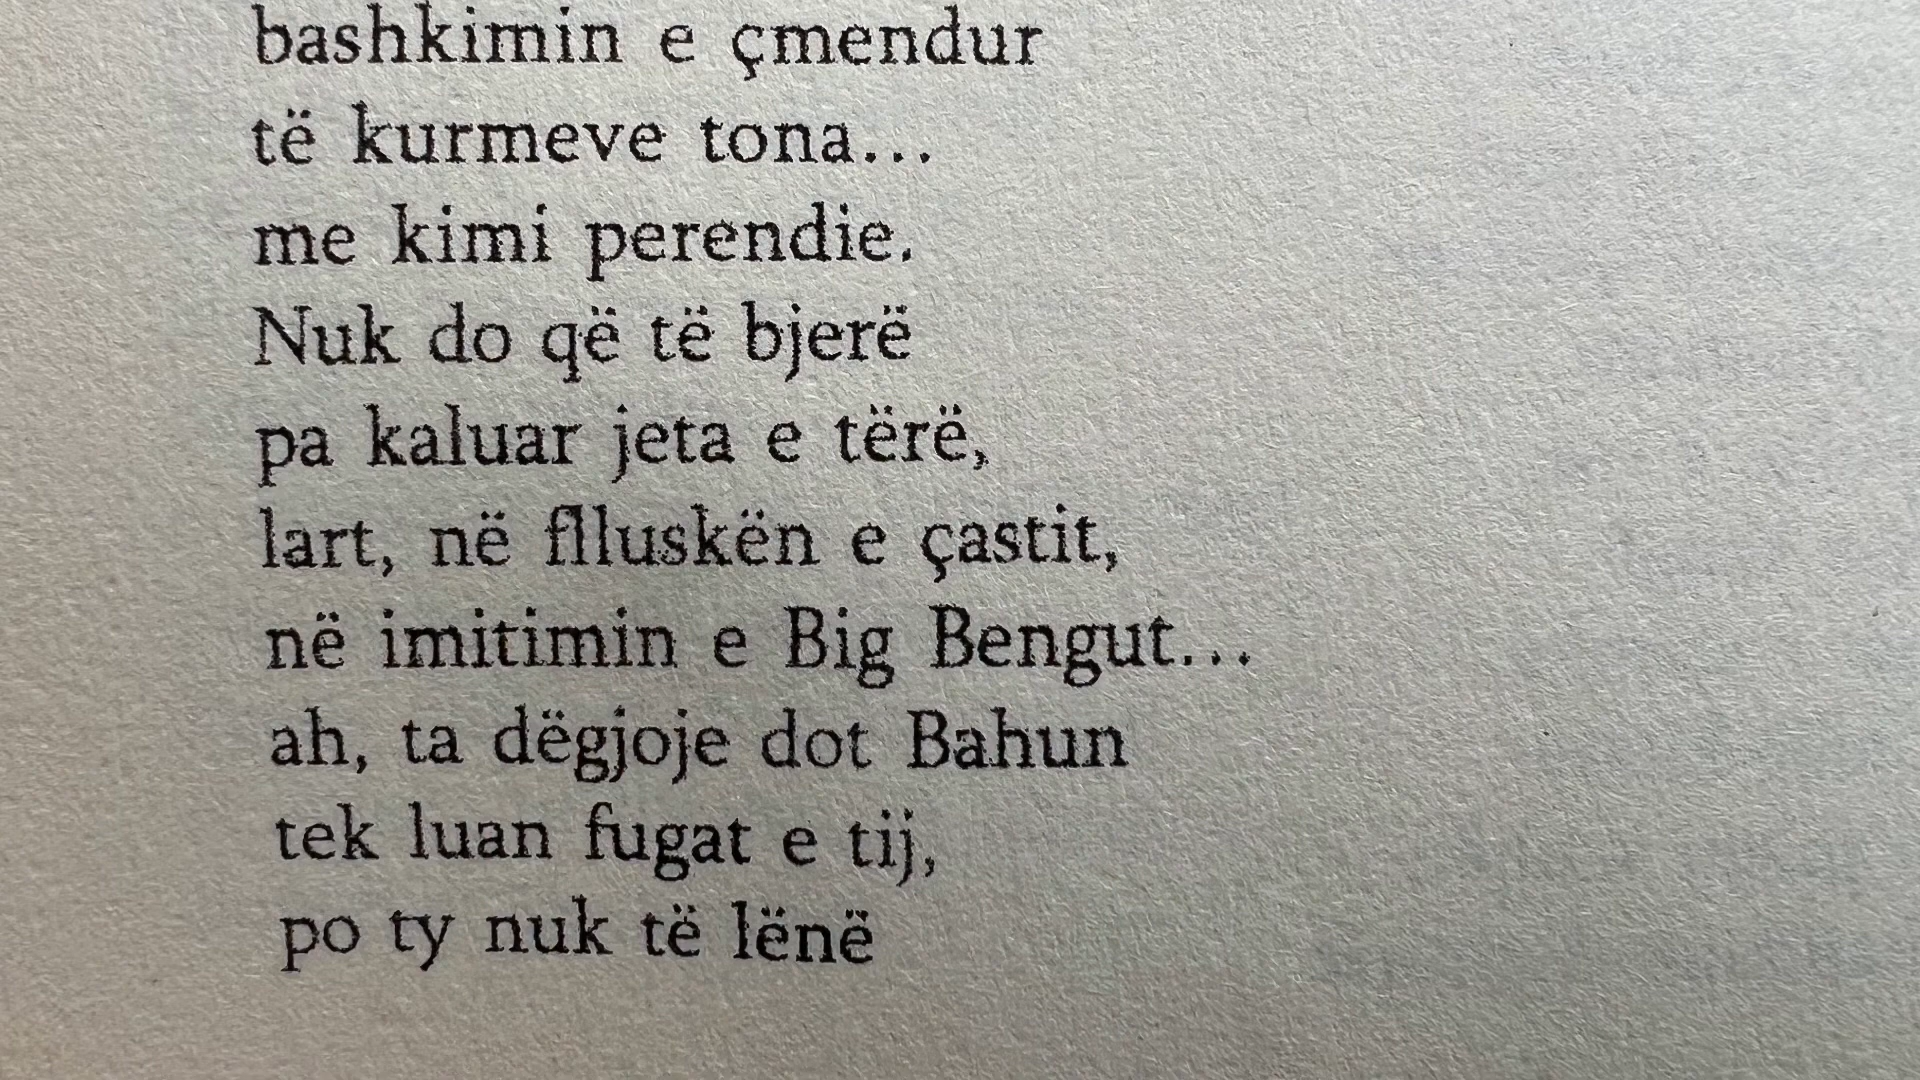 bashkimin e çmendur
të kurmeve tona...
me kimi perendie.
Nuk do që të bjerë
pa kaluar jeta e tërë,
lart, në flluskën e çastit,
në imitimin e Big Bengut...
ah, ta dëgjoje dot Bahun
tek luan fugat e tij,
po ty nuk të lënë